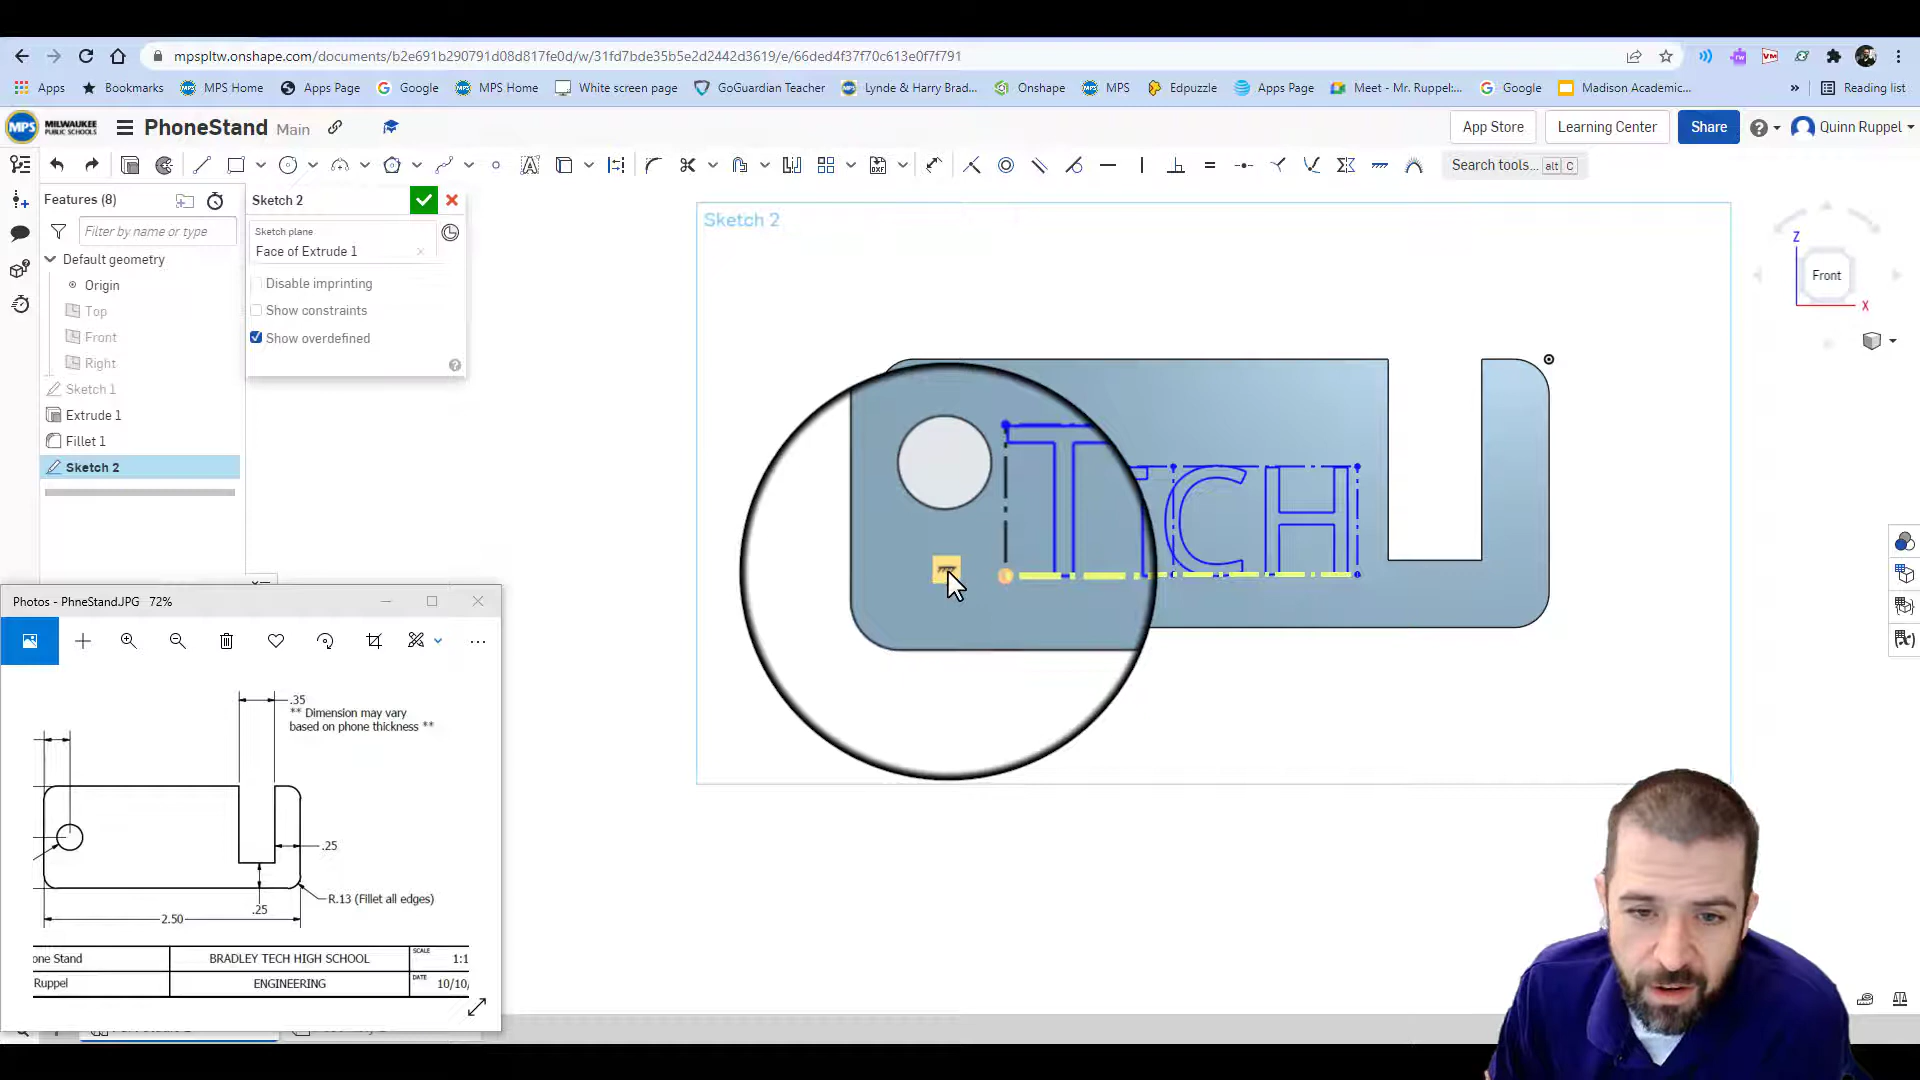 mpspltw.onshape.com/documents/b2e691b290791d08d817fe0d/w/31fd7bde35b5e2d2442d3619/e/66ded4f37f70c613e0f7f791
Apps Bookmarks MPS Home Apps Page Google MPS Home White screen page GoGuardian Teacher Lynde & Harry Brad... Onshape MPS Edpuzzle Apps Page Meet - Mr. Ruppel:... Google Madison Academic... » Reading list
MPS MILWAUKEE PUBLIC SCHOOLS PhoneStand Main App Store Learning Center Share Quinn Ruppel
Search tools... alt C
Features (8)
Filter by name or type
Default geometry
Origin
Top
Front
Right
Sketch 1
Extrude 1
Fillet 1
Sketch 2
Sketch 2
Sketch plane
Face of Extrude 1
Disable imprinting
Show constraints
Show overdefined
Sketch 2
TECH
Z
Front
X
Photos - PhneStand.JPG 72%
.35
** Dimension may vary
based on phone thickness **
.25
R.13 (Fillet all edges)
.25
2.50
one Stand BRADLEY TECH HIGH SCHOOL SCALE 1:1
Ruppel ENGINEERING DATE 10/10/